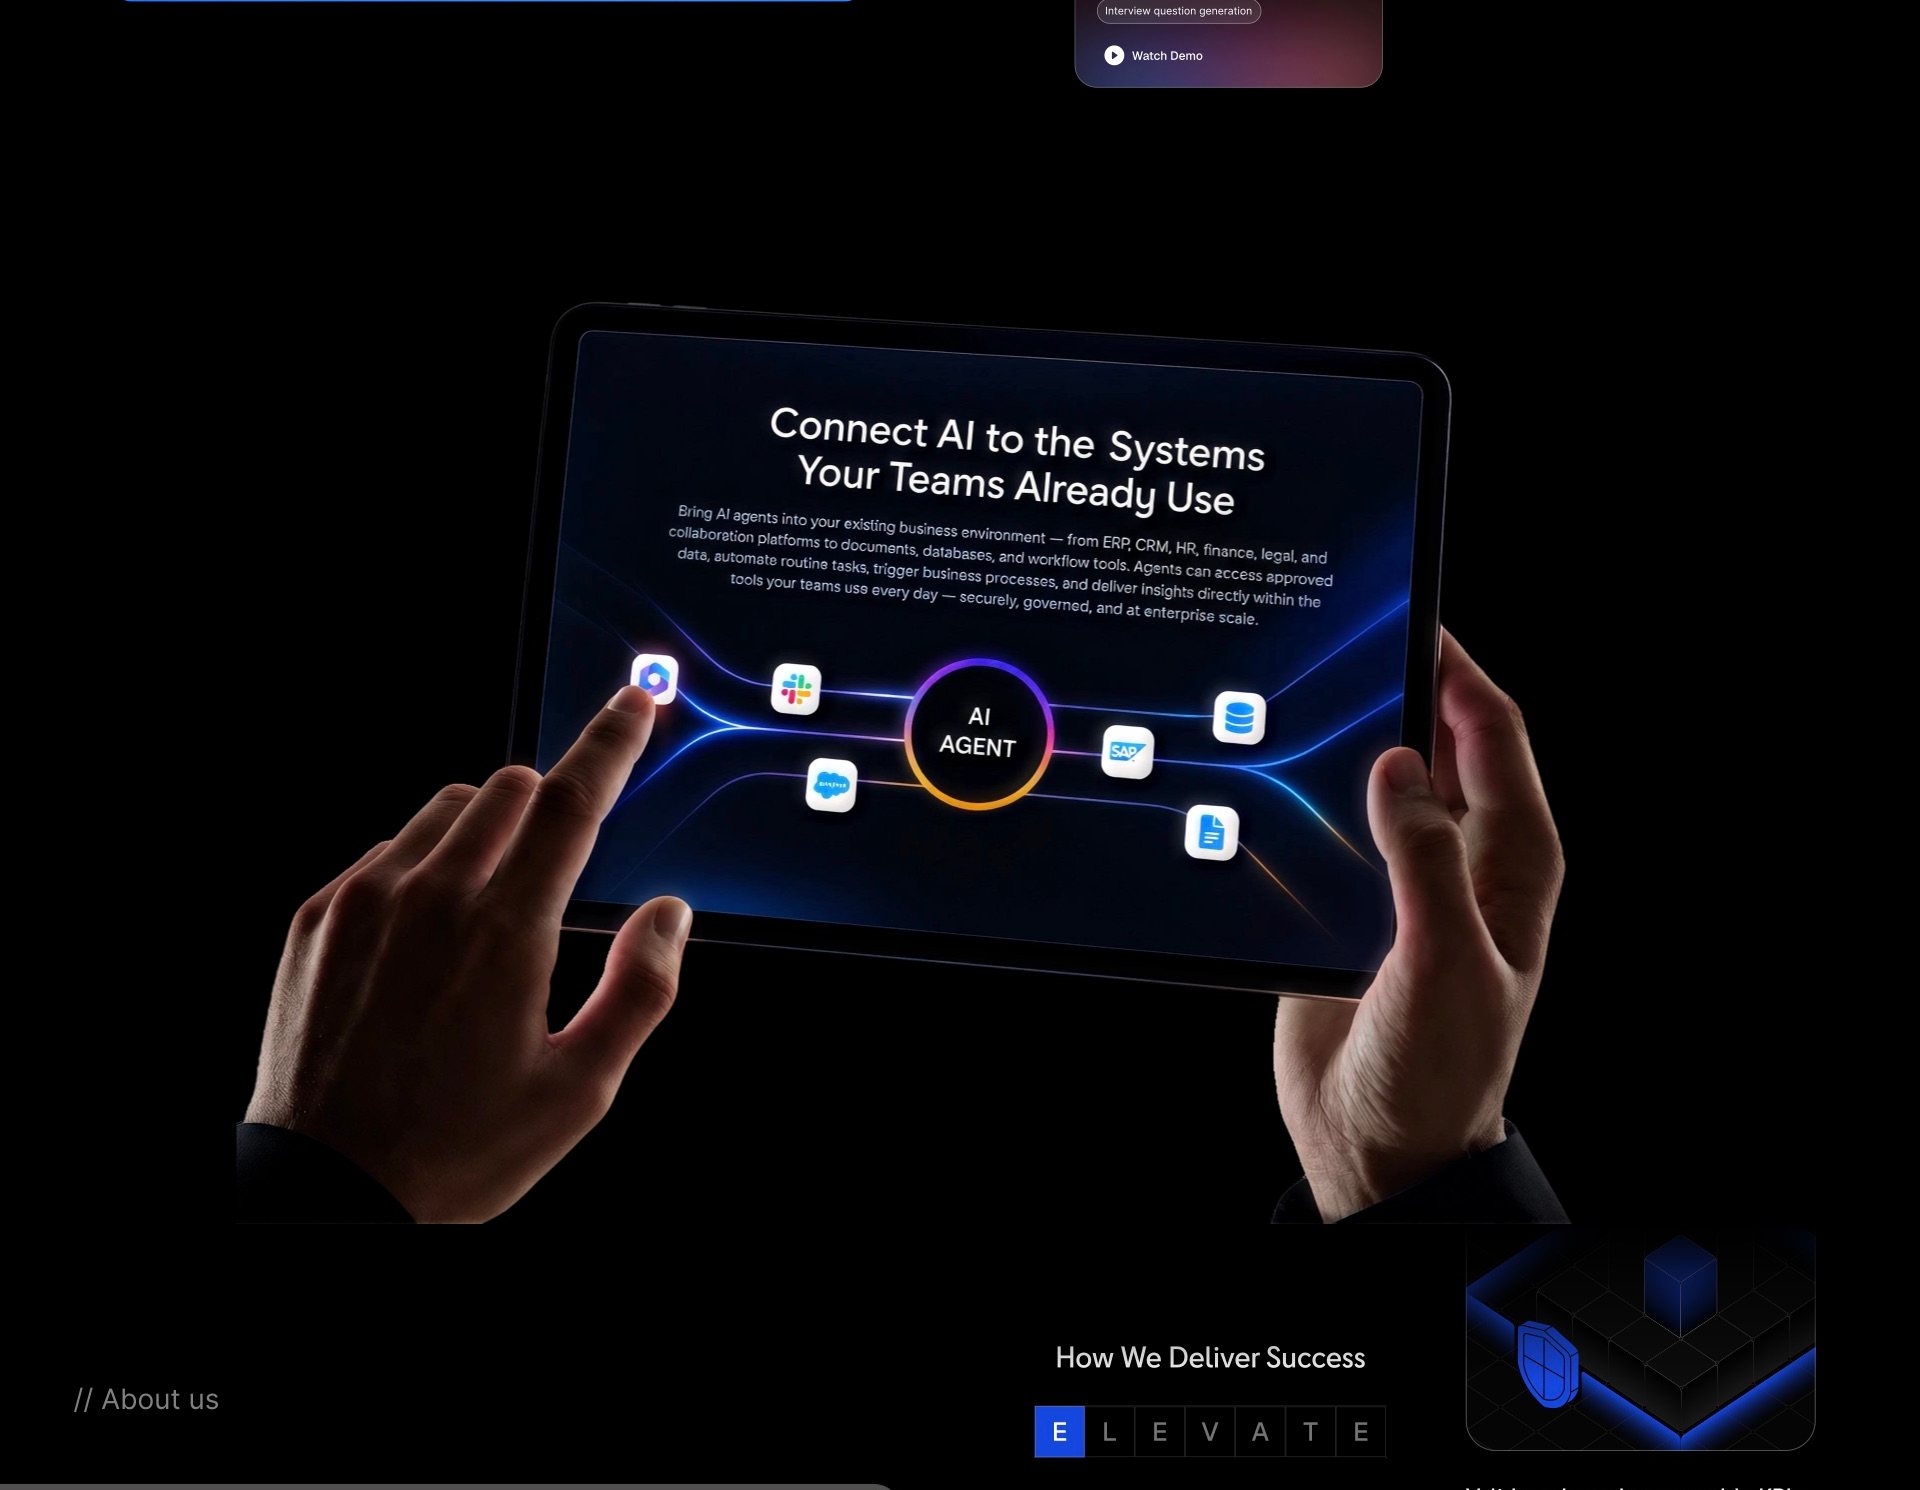 Interview question generation
Watch Demo
Connect AI to the Systems
Your Teams Already Use
Bring AI agents into your existing business environment — from ERP, CRM, HR, finance, legal, and
collaboration platforms to documents, databases, and workflow tools. Agents can access approved
data, automate routine tasks, trigger business processes, and deliver insights directly within the
tools your teams use every day — securely, governed, and at enterprise scale.
AI
AGENT
SAP
How We Deliver Success
// About us
E L E V A T E